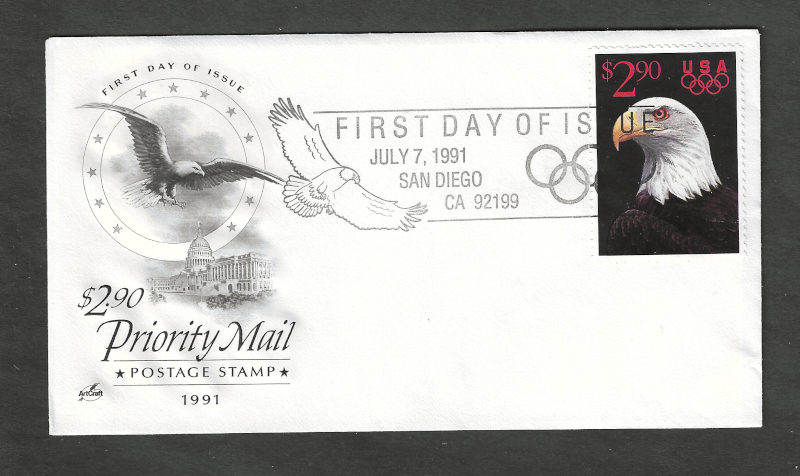 FIRST DAY OF ISSUE
$2.90
Priority Mail
★ POSTAGE STAMP ★
1991
ArtCraft
FIRST DAY OF ISSUE
JULY 7, 1991
SAN DIEGO
CA 92199
$2.90 USA